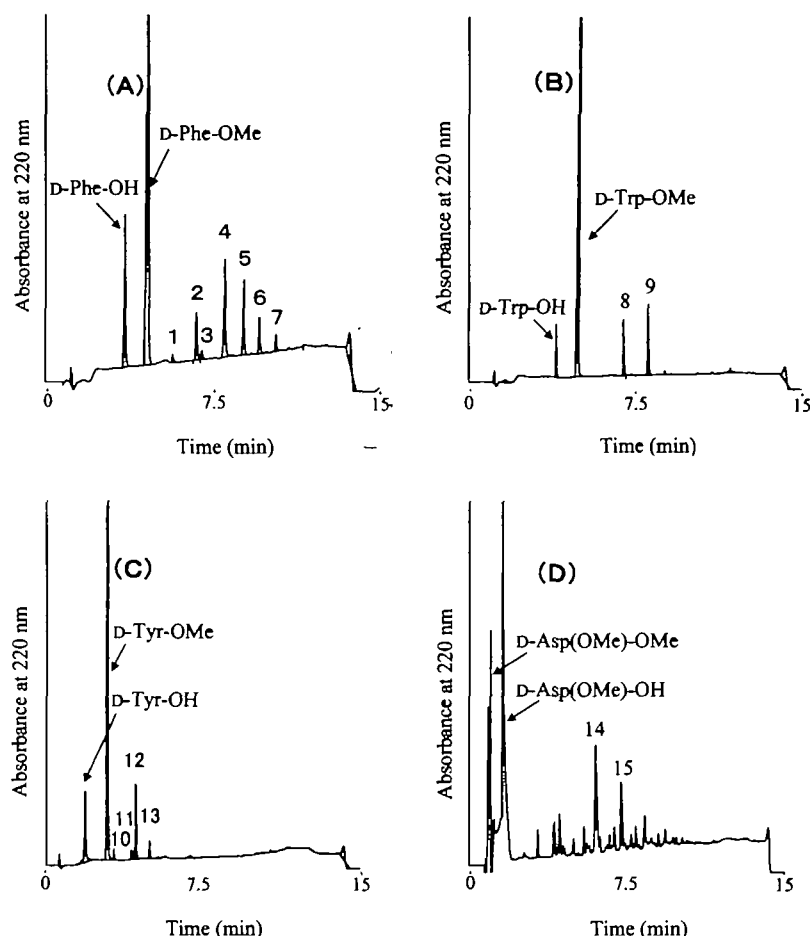 (A)
Absorbance at 220 nm
D-Phe-OMe
D-Phe-OH
1
2
3
4
5
6
7
0
7.5
15
Time (min)
(B)
Absorbance at 220 nm
D-Trp-OMe
D-Trp-OH
8
9
0
7.5
15
Time (min)
(C)
Absorbance at 220 nm
D-Tyr-OMe
D-Tyr-OH
10
11
12
13
0
7.5
15
Time (min)
(D)
Absorbance at 220 nm
D-Asp(OMe)-OMe
D-Asp(OMe)-OH
14
15
0
7.5
15
Time (min)